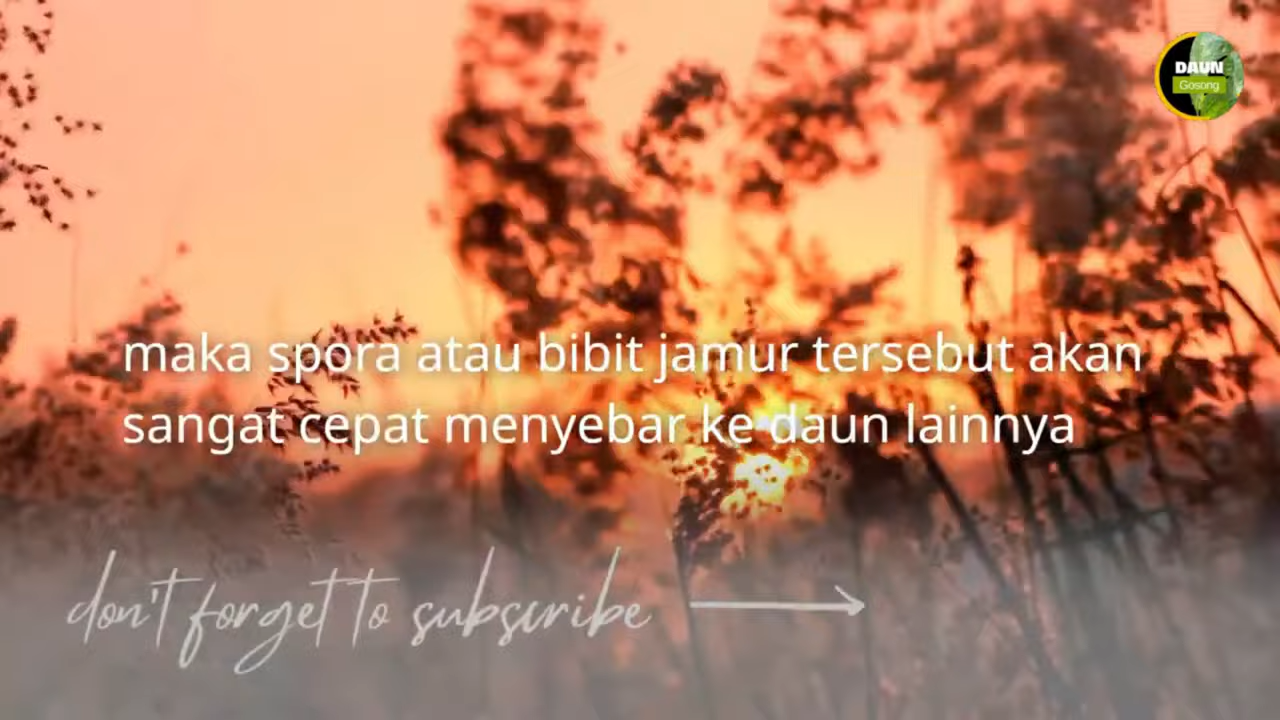 DAUN
Gosong
maka spora atau bibit jamur tersebut akan
sangat cepat menyebar ke daun lainnya
don't forget to subscribe